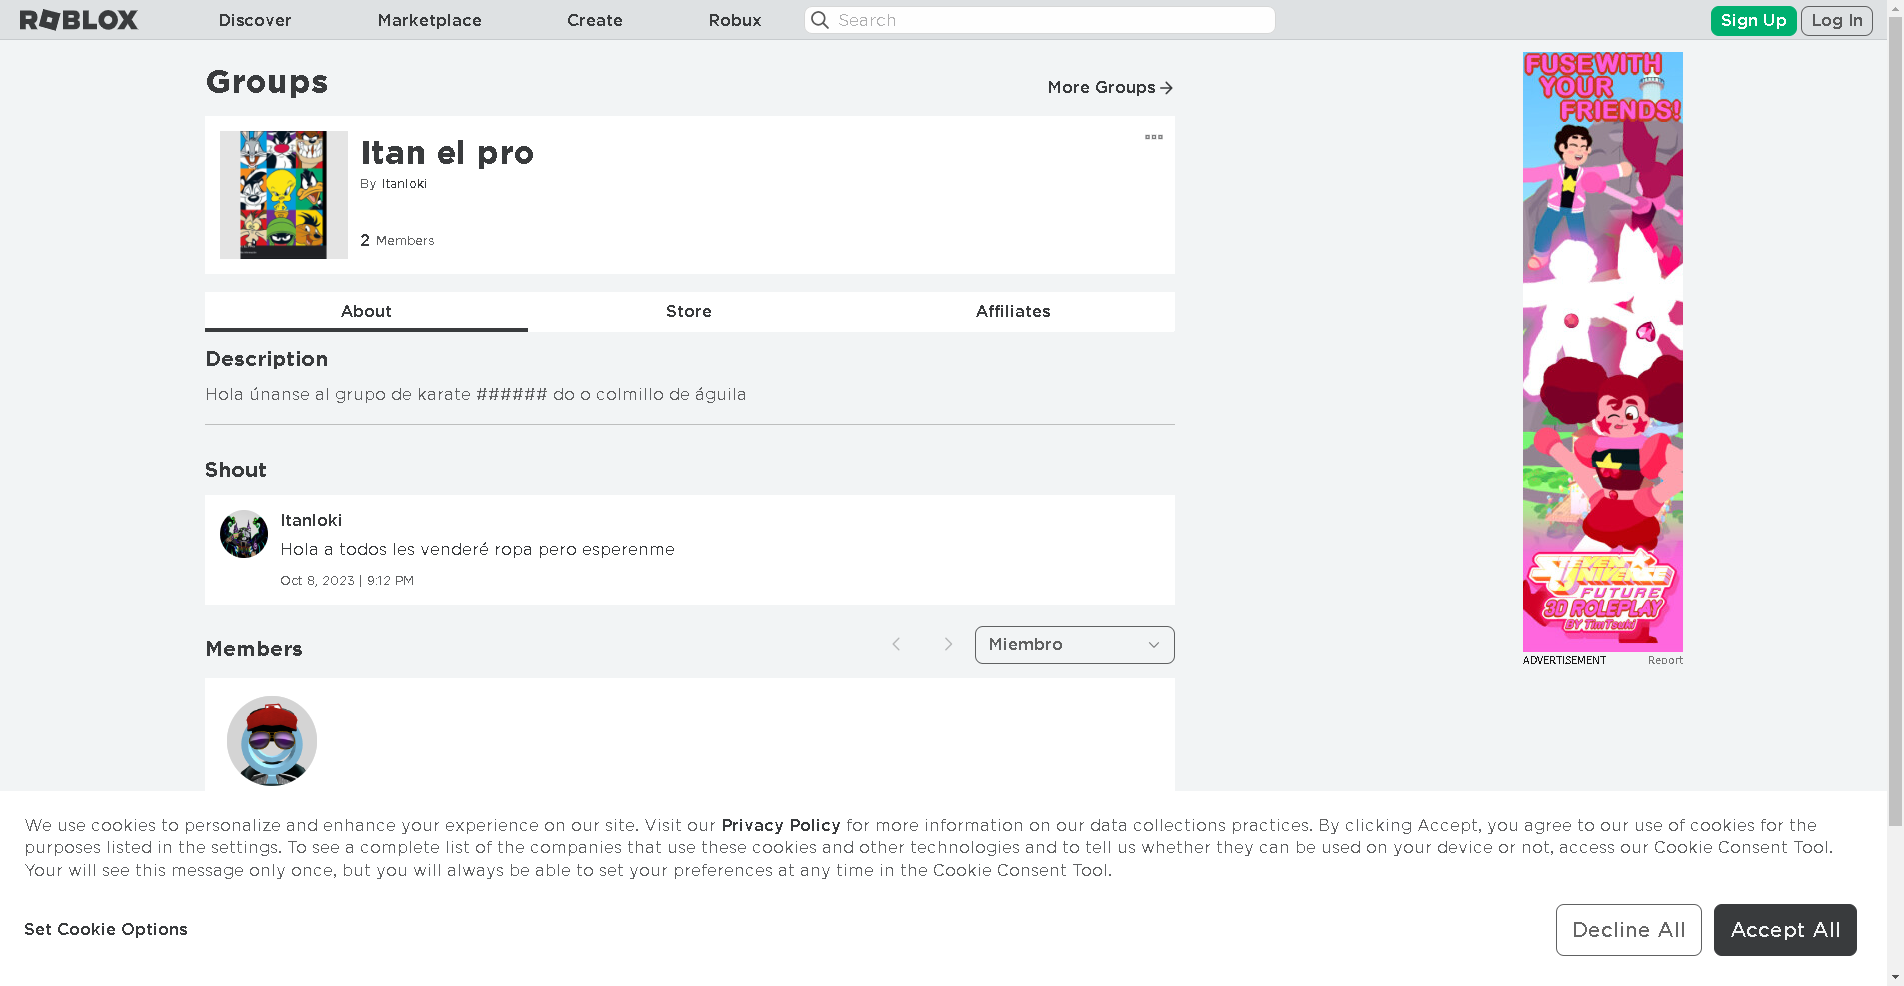 ROBLOX
Discover
Marketplace
Create
Robux
Search
Sign Up
Log In
Groups
More Groups
Itan el pro
By Itanloki
2 Members
About
Store
Affiliates
Description
Hola únanse al grupo de karate ###### do o colmillo de águila
Shout
Itanloki
Hola a todos les venderé ropa pero esperenme
Oct 8, 2023 | 9:12 PM
Members
Miembro
FUSE WITH
YOUR
FRIENDS!
STEVEN
UNIVERSE
FUTURE
3D ROLEPLAY
BY TimTsuki
ADVERTISEMENT
Report
We use cookies to personalize and enhance your experience on our site. Visit our Privacy Policy for more information on our data collections practices. By clicking Accept, you agree to our use of cookies for the
purposes listed in the settings. To see a complete list of the companies that use these cookies and other technologies and to tell us whether they can be used on your device or not, access our Cookie Consent Tool.
Your will see this message only once, but you will always be able to set your preferences at any time in the Cookie Consent Tool.
Set Cookie Options
Decline All
Accept All